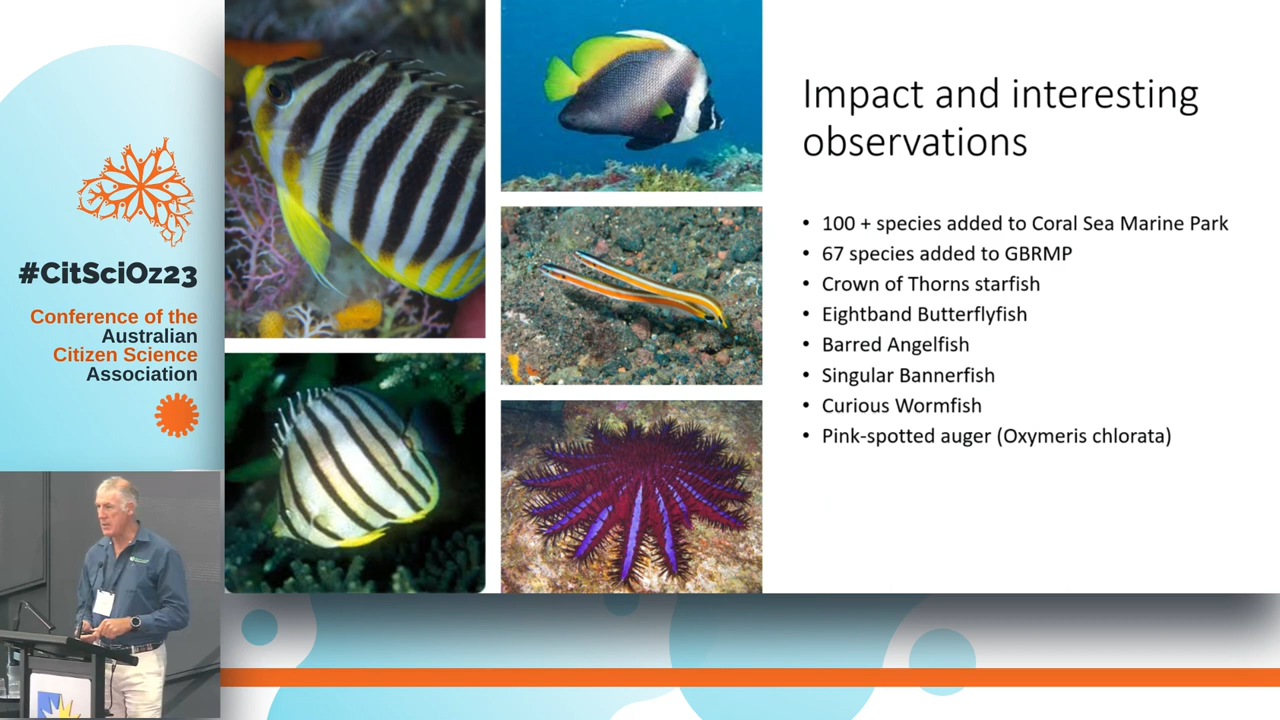 #CitSciOz23
Conference of the
Australian
Citizen Science
Association
Impact and interesting
observations
• 100 + species added to Coral Sea Marine Park
• 67 species added to GBRMP
• Crown of Thorns starfish
• Eightband Butterflyfish
• Barred Angelfish
• Singular Bannerfish
• Curious Wormfish
• Pink-spotted auger (Oxymeris chlorata)